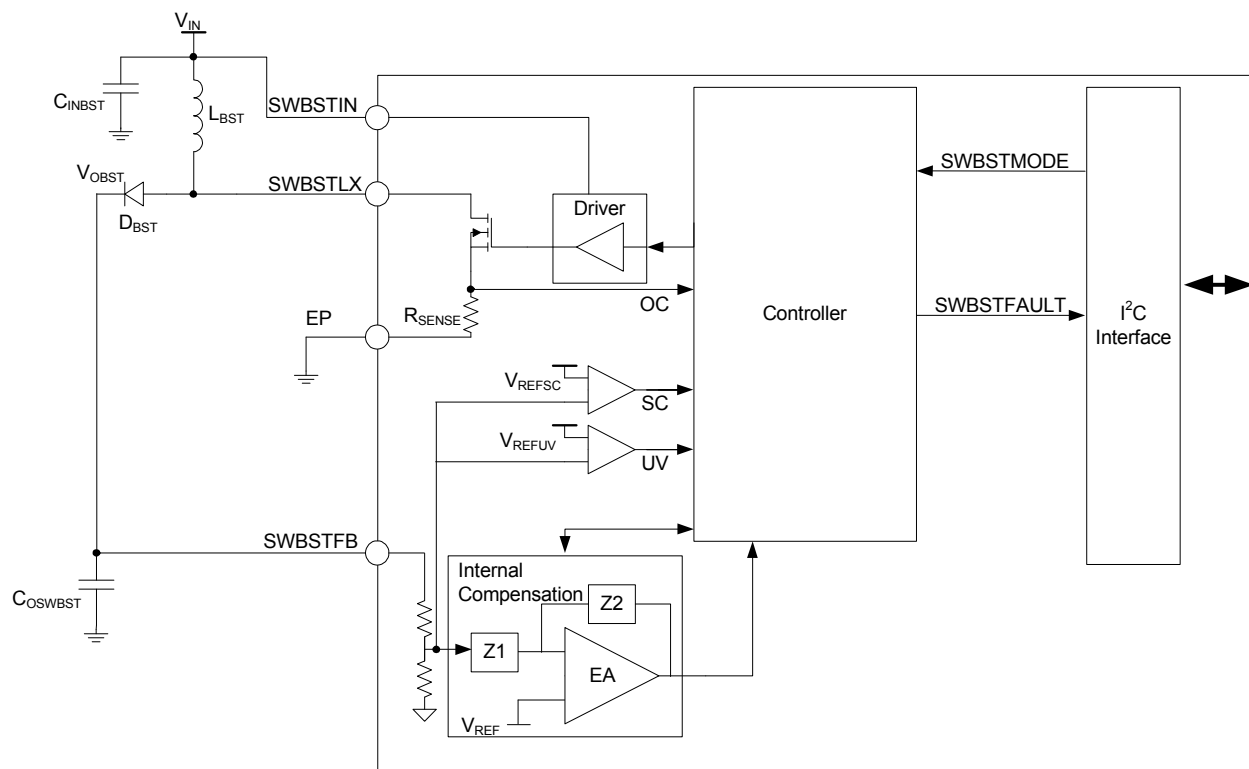 VIN
CINBST
LBST
SWBSTIN
VOBST
SWBSTLX
DBST
Driver
SWBSTMODE
OC
EP
RSENSE
Controller
SWBSTFAULT
I²C
Interface
VREFSC
SC
VREFUV
UV
SWBSTFB
Internal
Compensation
Z2
COSWBST
Z1
EA
VREF